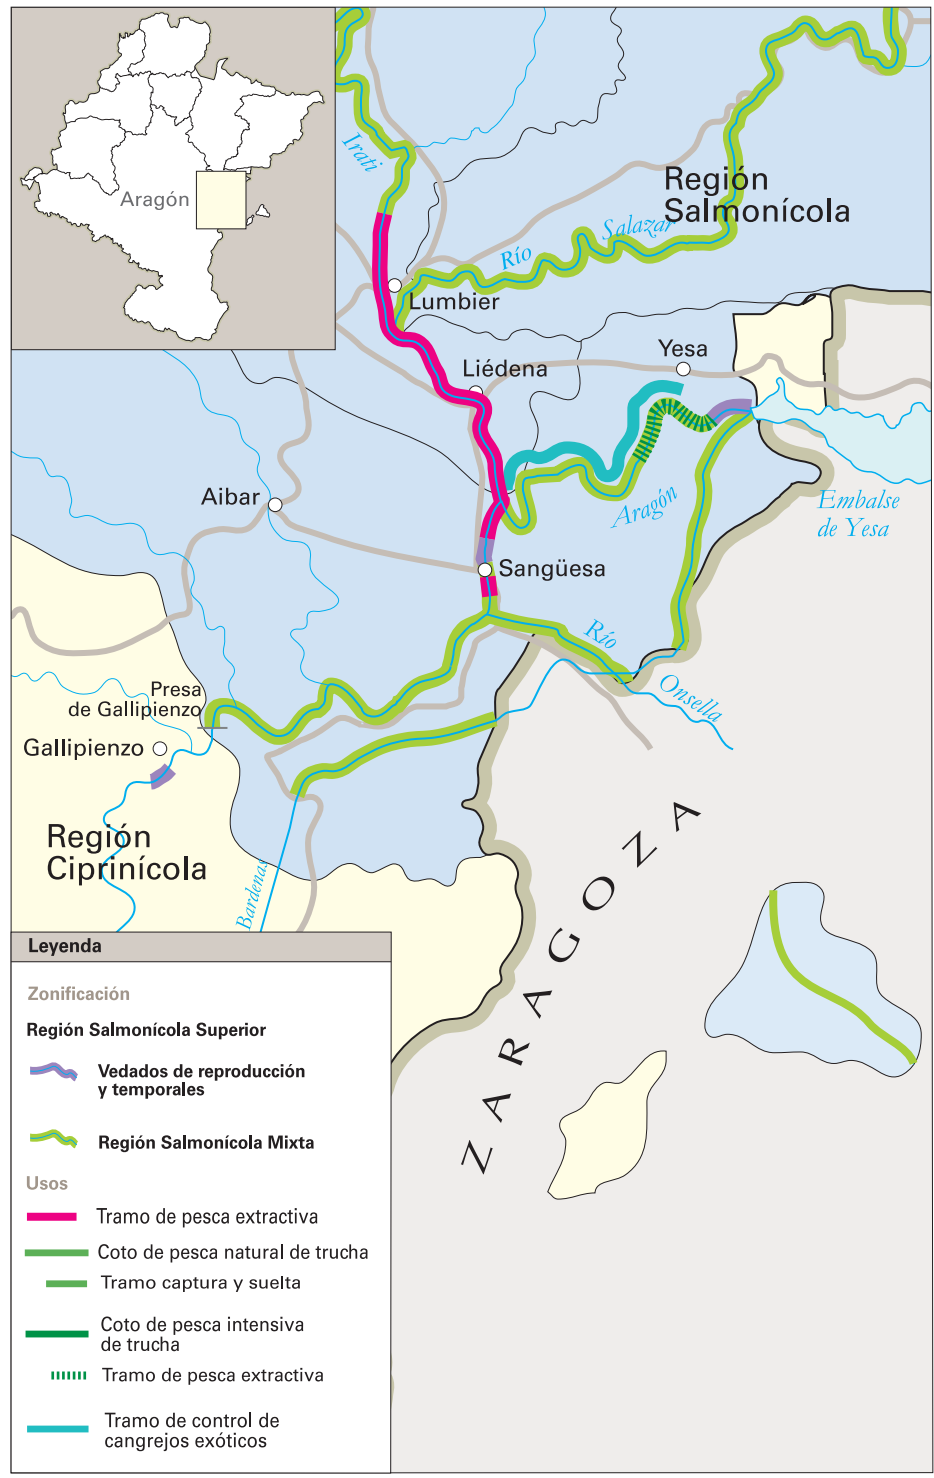 Aragón
Irati
Región
Salmonícola
Río
Salazar
Lumbier
Liédena
Yesa
Aibar
Aragón
Embalse
de Yesa
Sangüesa
Río
Onsella
Presa
de Gallipienzo
Gallipienzo
Región
Ciprinícola
Bardenas
ZARAGOZA
Leyenda
Zonificación
Región Salmonícola Superior
Vedados de reproducción
y temporales
Región Salmonícola Mixta
Usos
Tramo de pesca extractiva
Coto de pesca natural de trucha
Tramo captura y suelta
Coto de pesca intensiva
de trucha
Tramo de pesca extractiva
Tramo de control de
cangrejos exóticos